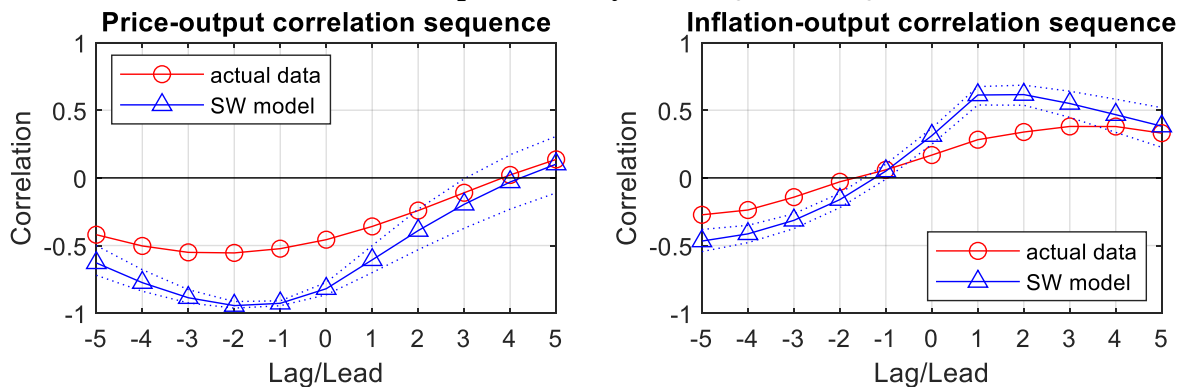 Price-output correlation sequence
1
0.5
0
-0.5
-1
Correlation
actual data
SW model
-5 -4 -3 -2 -1 0 1 2 3 4 5
Lag/Lead
Inflation-output correlation sequence
1
0.5
0
-0.5
-1
Correlation
actual data
SW model
-5 -4 -3 -2 -1 0 1 2 3 4 5
Lag/Lead